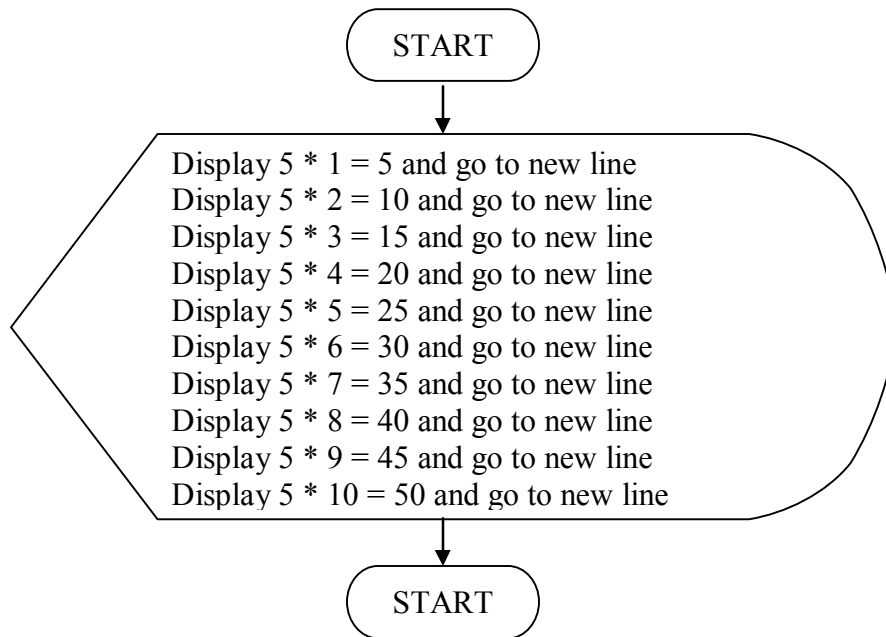 START
Display 5 * 1 = 5 and go to new line
Display 5 * 2 = 10 and go to new line
Display 5 * 3 = 15 and go to new line
Display 5 * 4 = 20 and go to new line
Display 5 * 5 = 25 and go to new line
Display 5 * 6 = 30 and go to new line
Display 5 * 7 = 35 and go to new line
Display 5 * 8 = 40 and go to new line
Display 5 * 9 = 45 and go to new line
Display 5 * 10 = 50 and go to new line
START